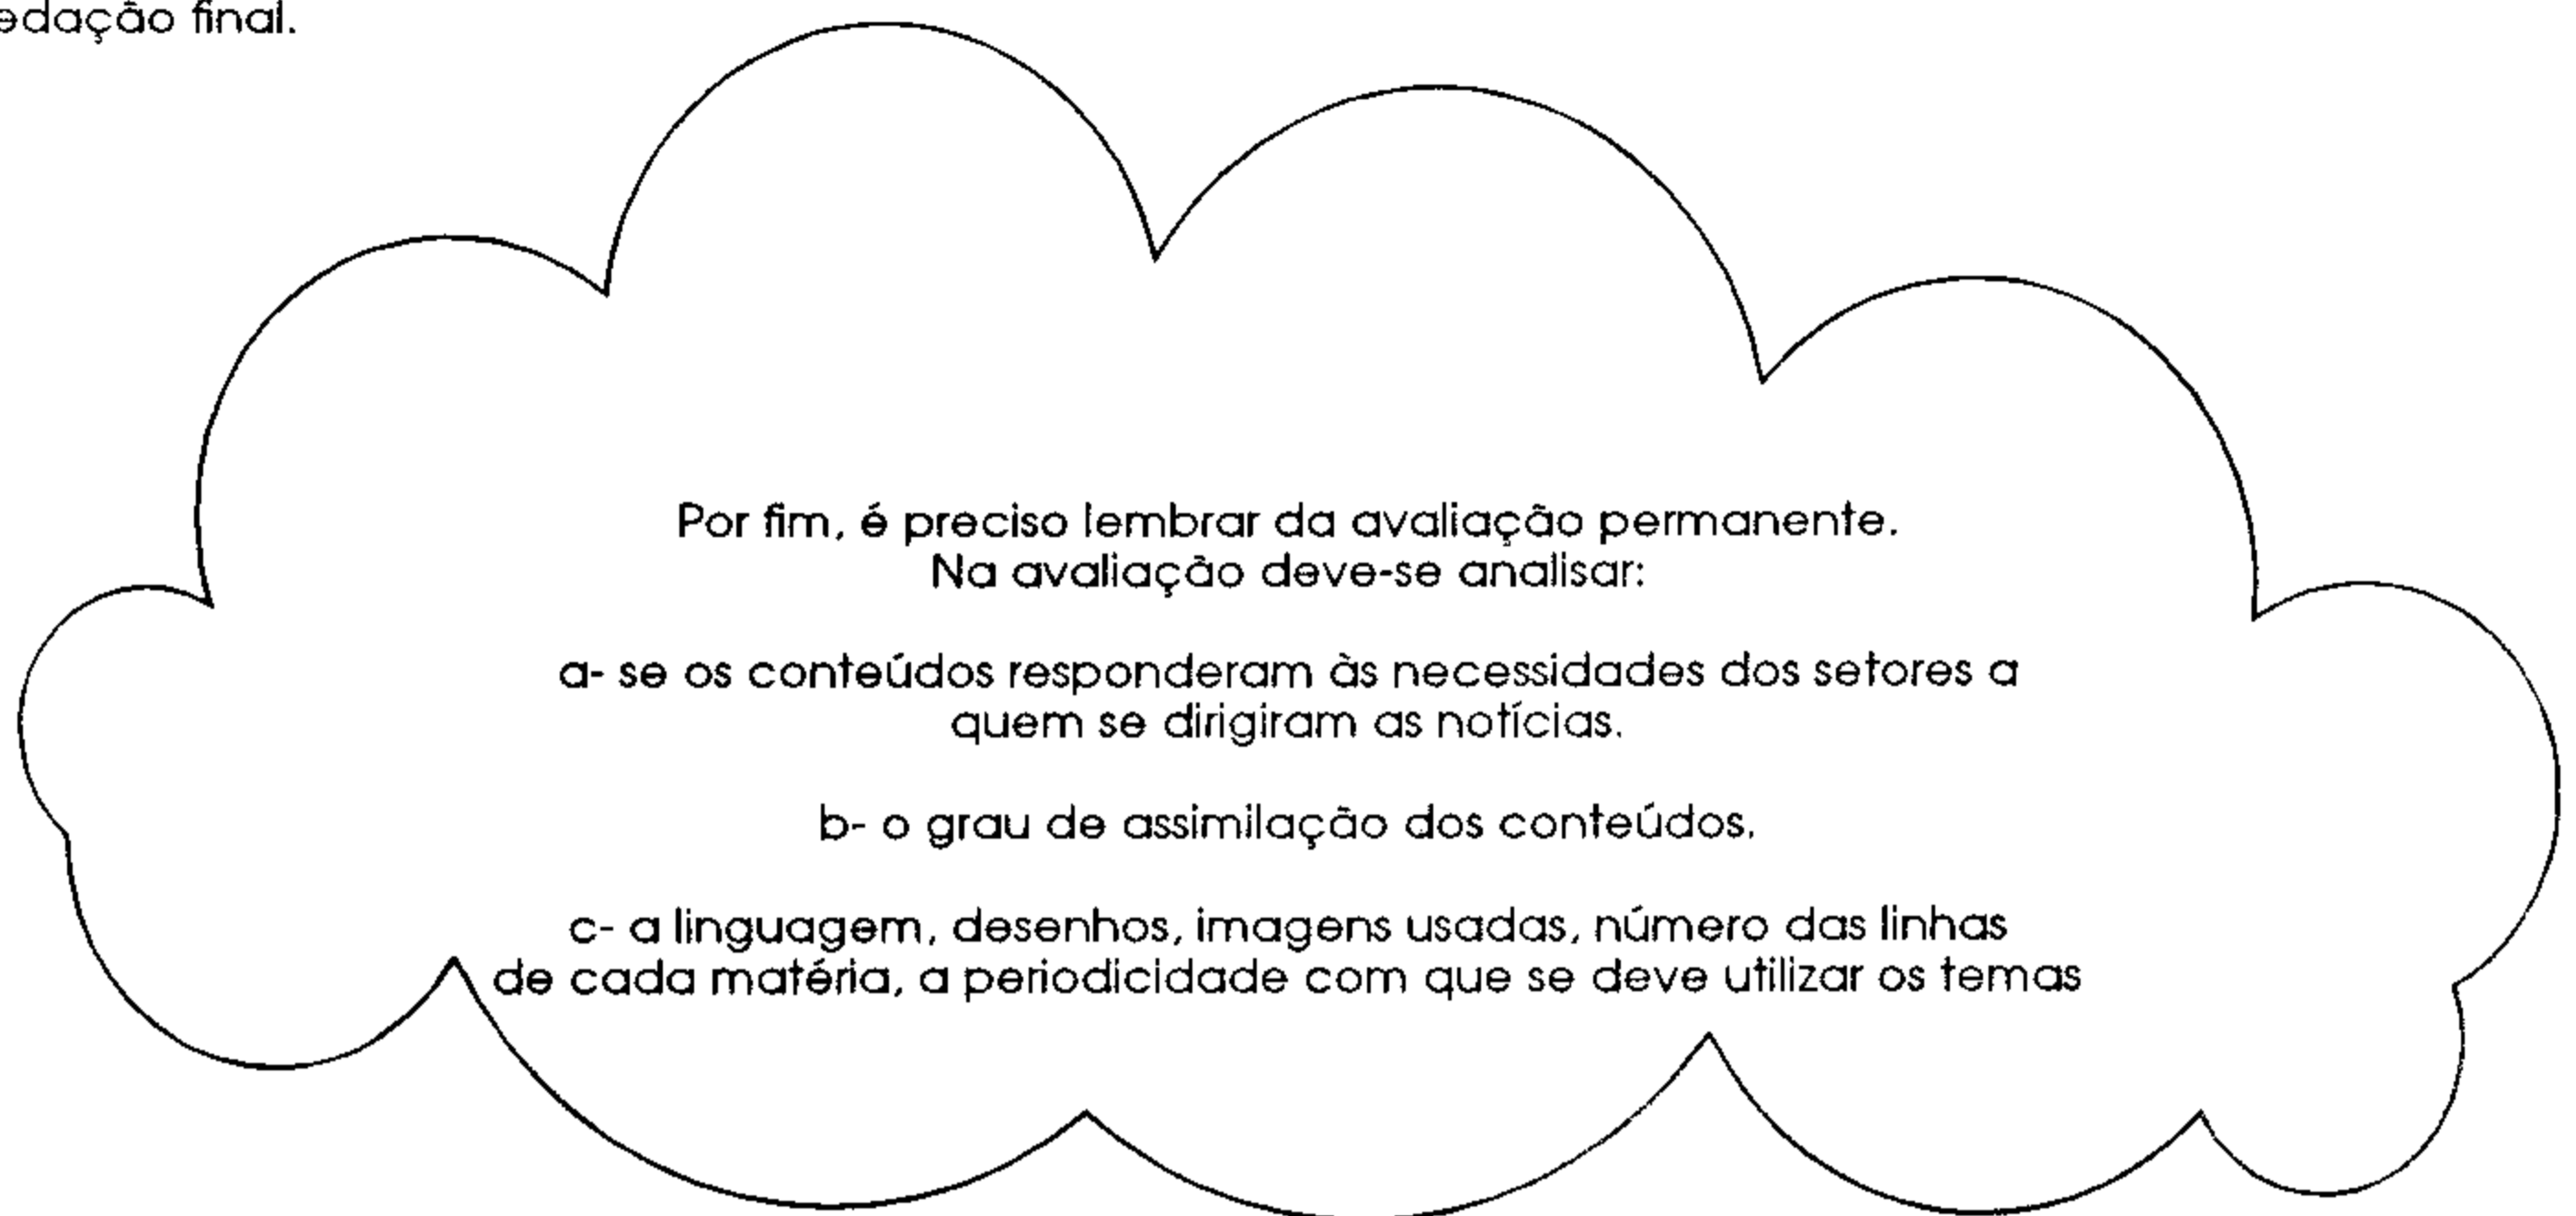 edação final.
Por fim, é preciso lembrar da avaliação permanente.
Na avaliação deve-se analisar:
a- se os conteúdos responderam às necessidades dos setores a
quem se dirigiram as notícias.
b- o grau de assimilação dos conteúdos.
c- a linguagem, desenhos, imagens usadas, número das linhas
de cada matéria, a periodicidade com que se deve utilizar os temas